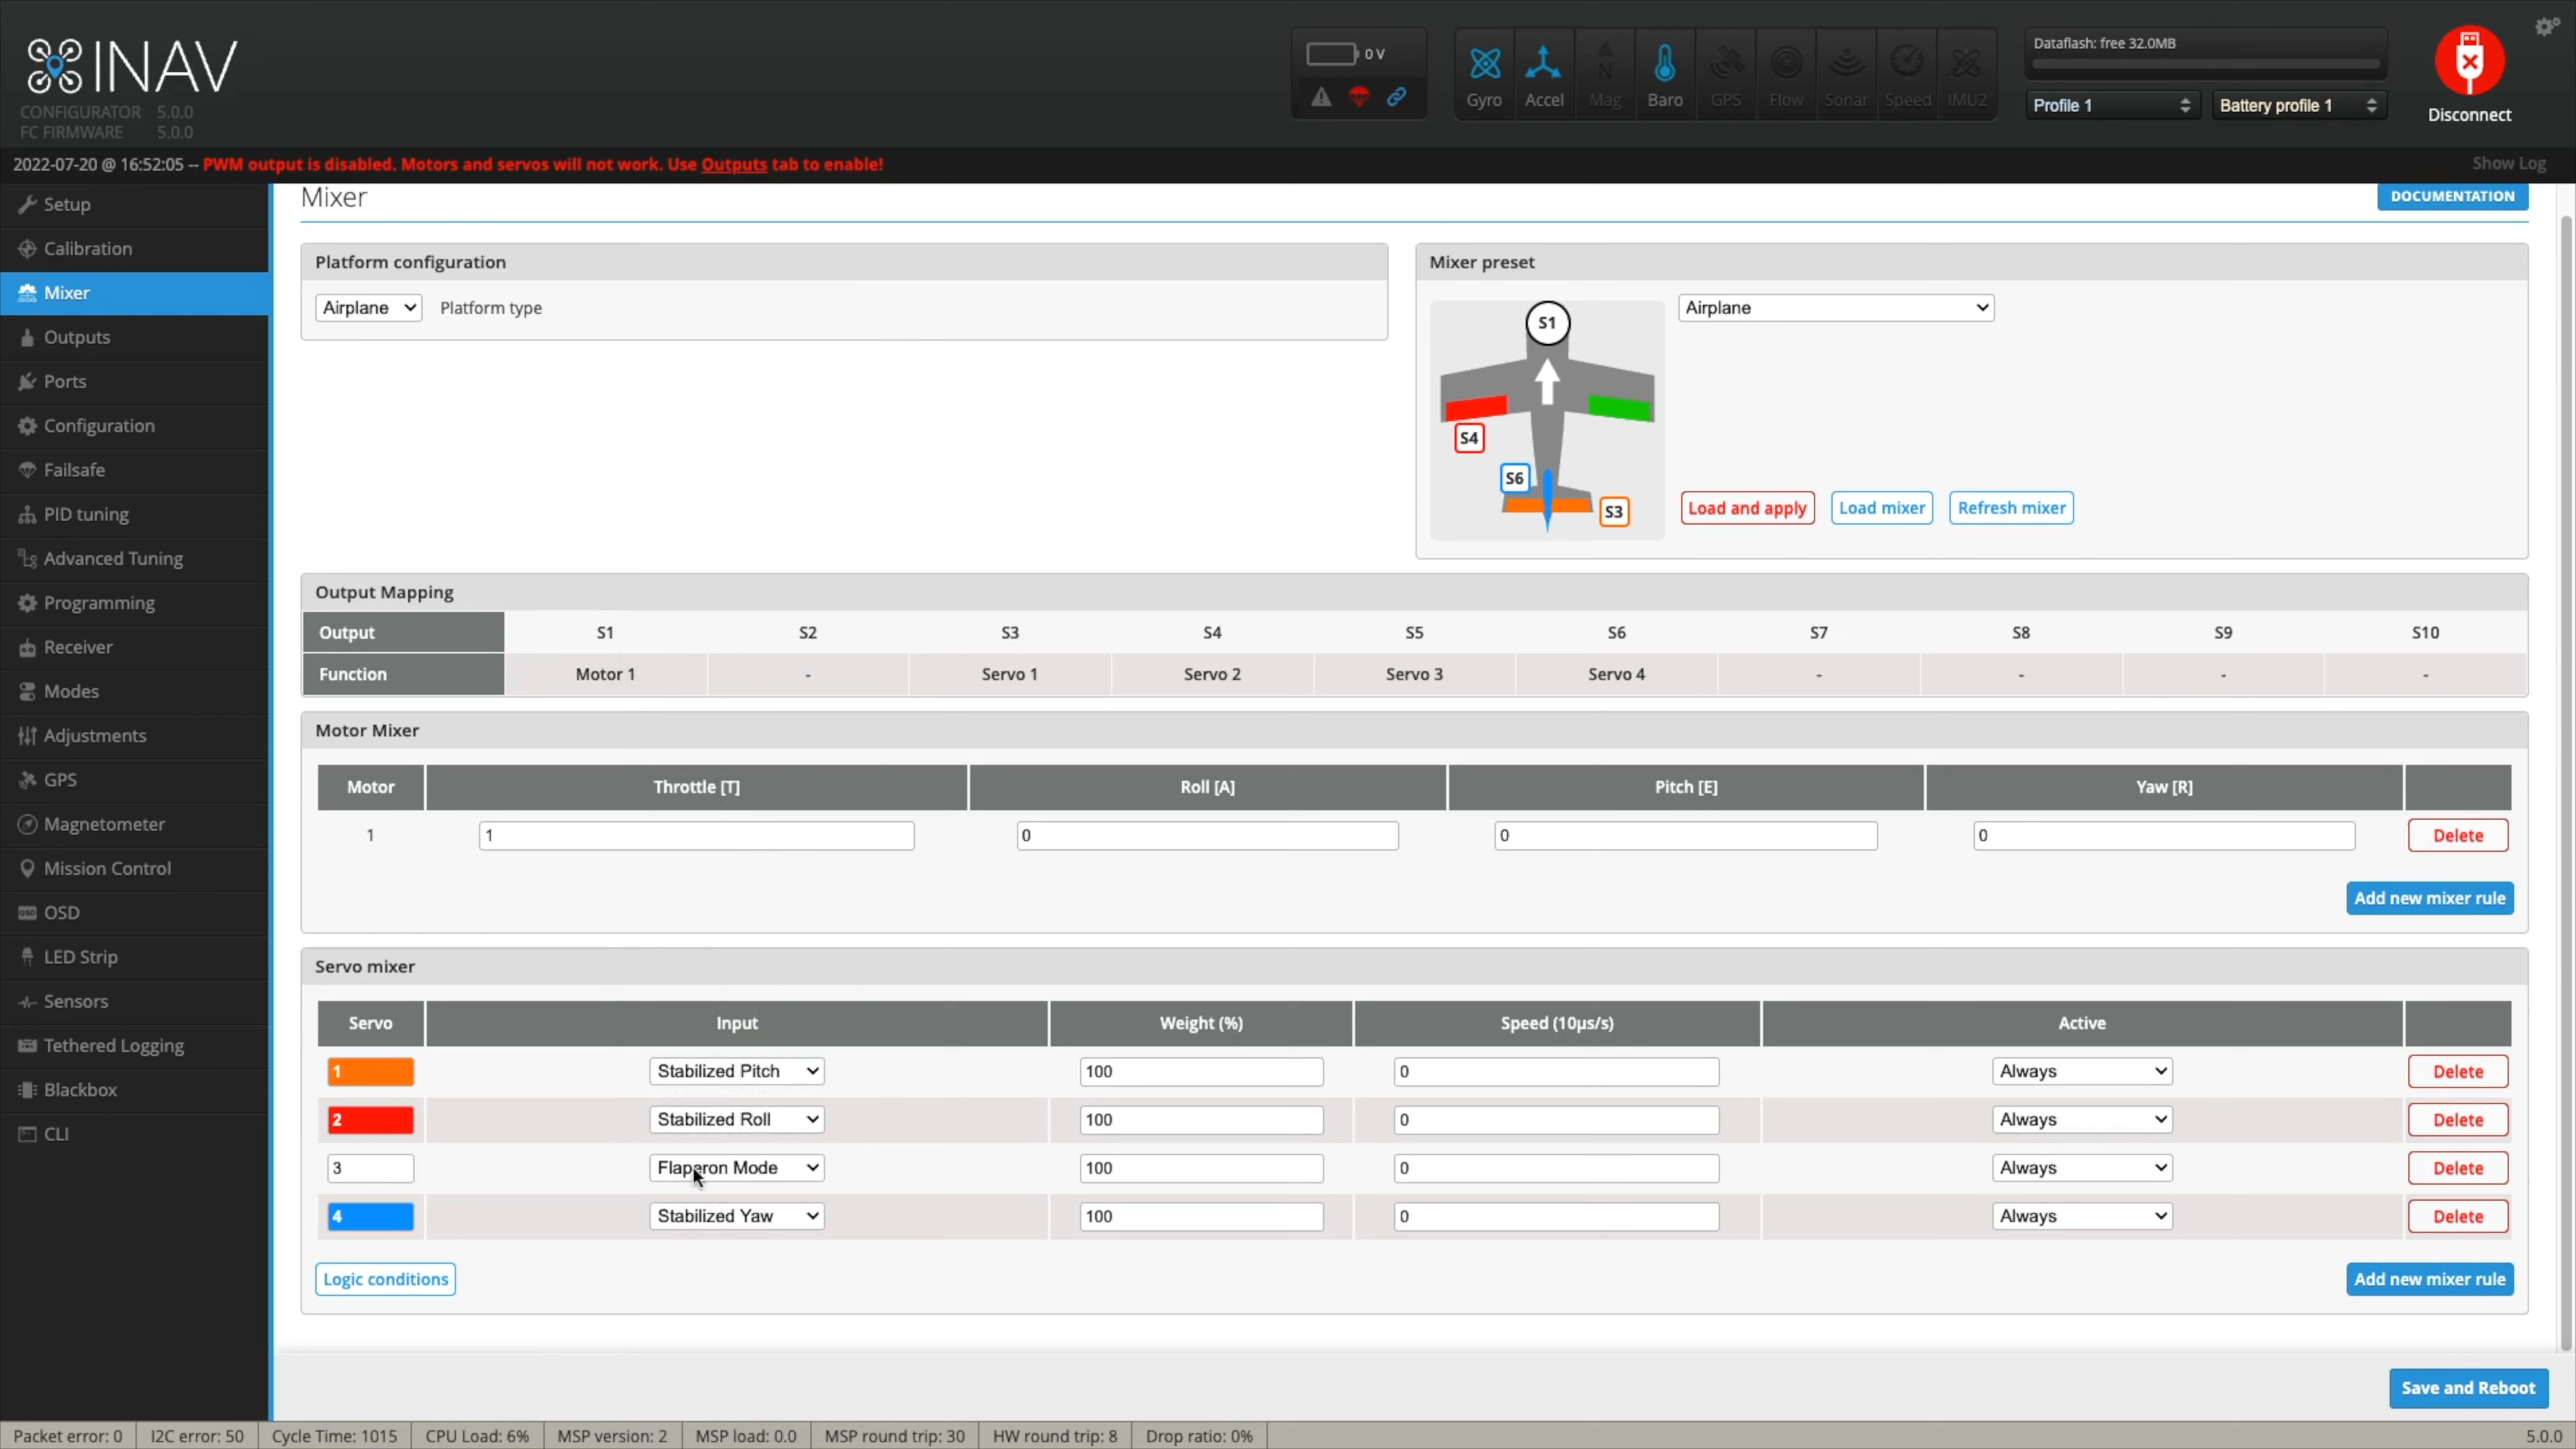 INAV
CONFIGURATOR 5.0.0
FC FIRMWARE 5.0.0
0 V
Gyro Accel Mag Baro GPS Flow Sonar Speed IMU2
Dataflash: free 32.0MB
Profile 1 Battery profile 1
Disconnect
2022-07-20 @ 16:52:05 -- PWM output is disabled. Motors and servos will not work. Use Outputs tab to enable!
Show Log
Setup
Calibration
Mixer
Outputs
Ports
Configuration
Failsafe
PID tuning
Advanced Tuning
Programming
Receiver
Modes
Adjustments
GPS
Magnetometer
Mission Control
OSD
LED Strip
Sensors
Tethered Logging
Blackbox
CLI
Mixer
DOCUMENTATION
Platform configuration
Airplane Platform type
Mixer preset
Airplane
S1
S4
S6
S3
Load and apply Load mixer Refresh mixer
Output Mapping
Output S1 S2 S3 S4 S5 S6 S7 S8 S9 S10
Function Motor 1 - Servo 1 Servo 2 Servo 3 Servo 4 - - - -
Motor Mixer
Motor Throttle [T] Roll [A] Pitch [E] Yaw [R]
1 1 0 0 0 Delete
Add new mixer rule
Servo mixer
Servo Input Weight (%) Speed (10µs/s) Active
1 Stabilized Pitch 100 0 Always Delete
2 Stabilized Roll 100 0 Always Delete
3 Flaperon Mode 100 0 Always Delete
4 Stabilized Yaw 100 0 Always Delete
Logic conditions
Add new mixer rule
Save and Reboot
Packet error: 0 I2C error: 50 Cycle Time: 1015 CPU Load: 6% MSP version: 2 MSP load: 0.0 MSP round trip: 30 HW round trip: 8 Drop ratio: 0% 5.0.0